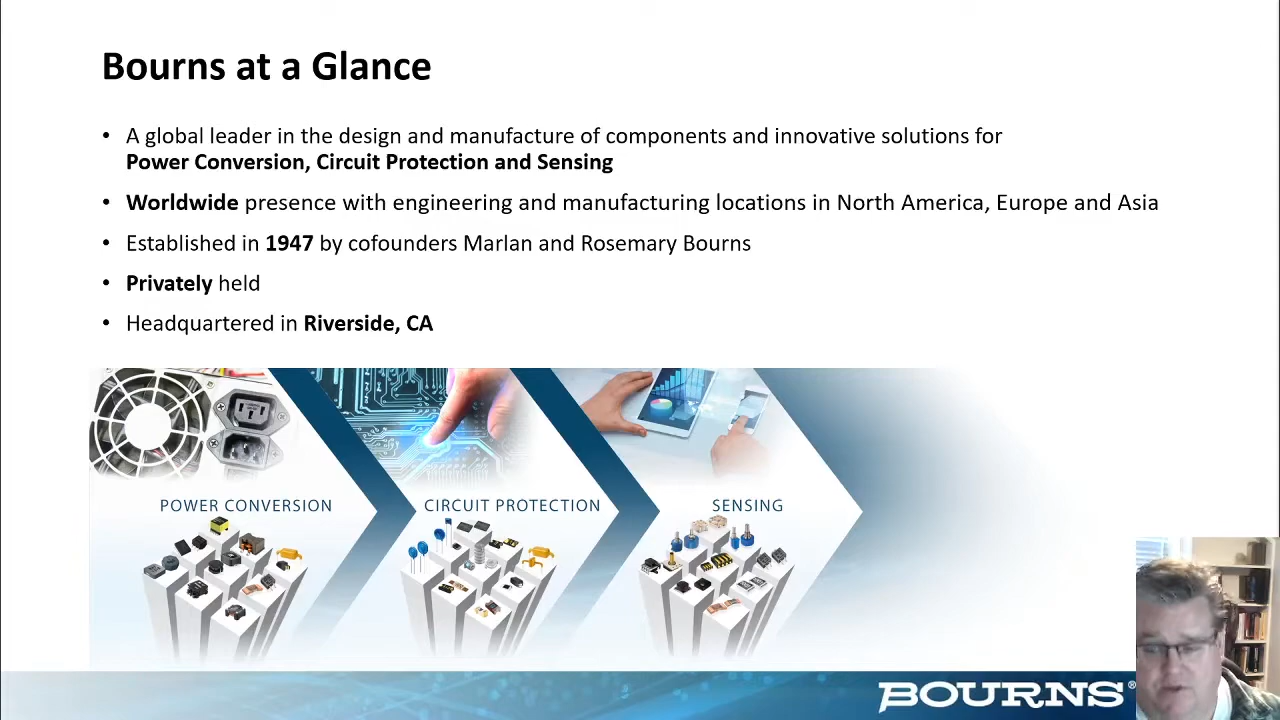 Bourns at a Glance
• A global leader in the design and manufacture of components and innovative solutions for
Power Conversion, Circuit Protection and Sensing
• Worldwide presence with engineering and manufacturing locations in North America, Europe and Asia
• Established in 1947 by cofounders Marlan and Rosemary Bourns
• Privately held
• Headquartered in Riverside, CA
POWER CONVERSION
CIRCUIT PROTECTION
SENSING
BOURNS®